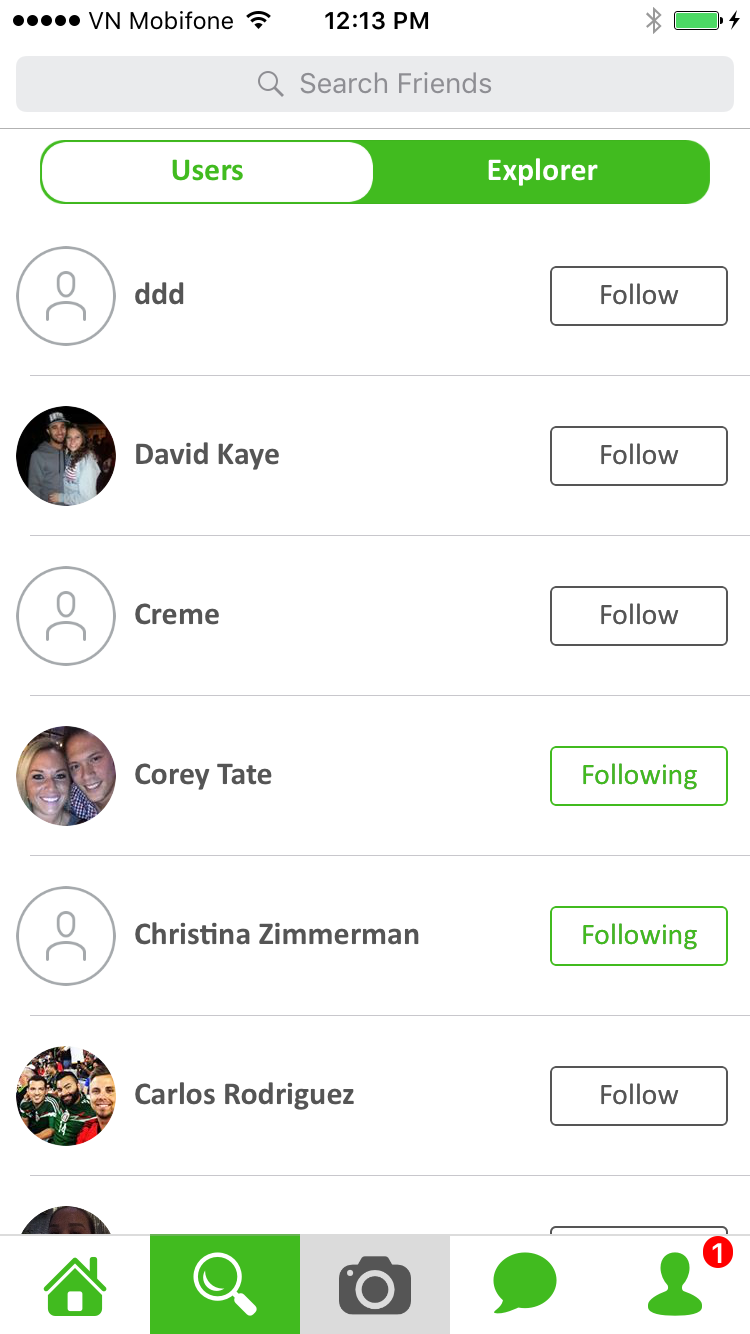 VN Mobifone 12:13 PM
Search Friends
Users Explorer
ddd Follow
David Kaye Follow
Creme Follow
Corey Tate Following
Christina Zimmerman Following
Carlos Rodriguez Follow
1